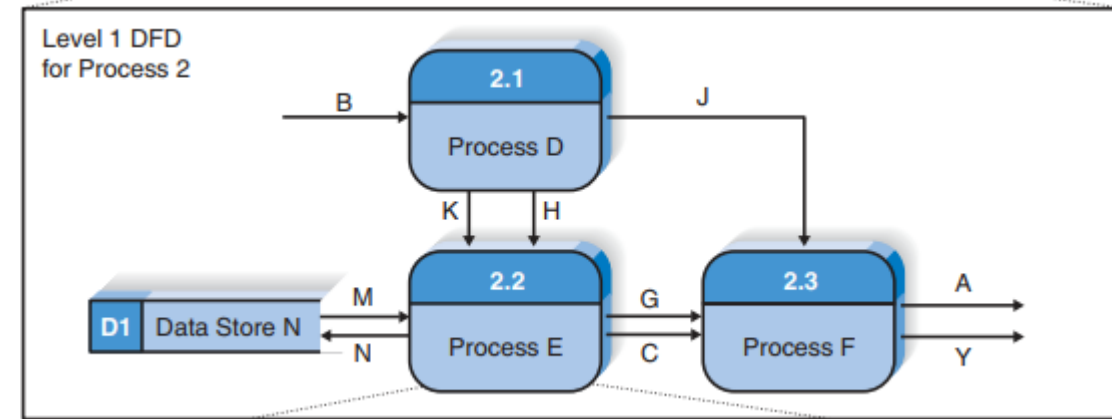 Level 1 DFD
for Process 2
2.1
B
J
Process D
K
H
2.2
2.3
M
G
A
D1
Data Store N
N
Process E
C
Process F
Y